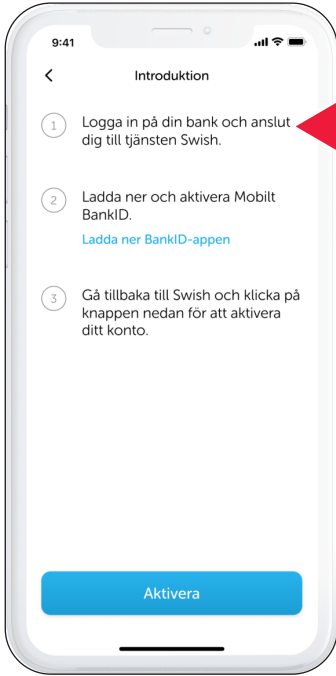 9:41
Introduktion
1
Logga in på din bank och anslut
dig till tjänsten Swish.
2
Ladda ner och aktivera Mobilt
BankID.
Ladda ner BankID-appen
3
Gå tillbaka till Swish och klicka på
knappen nedan för att aktivera
ditt konto.
Aktivera